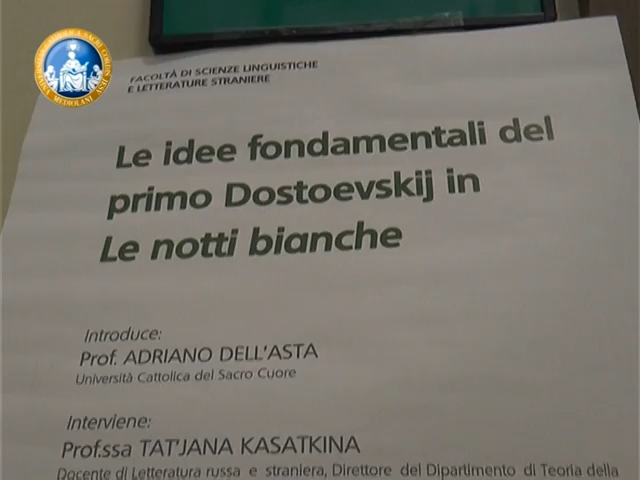 FACOLTÀ DI SCIENZE LINGUISTICHE
E LETTERATURE STRANIERE
Le idee fondamentali del
primo Dostoevskij in
Le notti bianche
Introduce:
Prof. ADRIANO DELL'ASTA
Università Cattolica del Sacro Cuore
Interviene:
Prof.ssa TAT'JANA KASATKINA
Docente di Letteratura russa e straniera, Direttore del Dipartimento di Teoria della